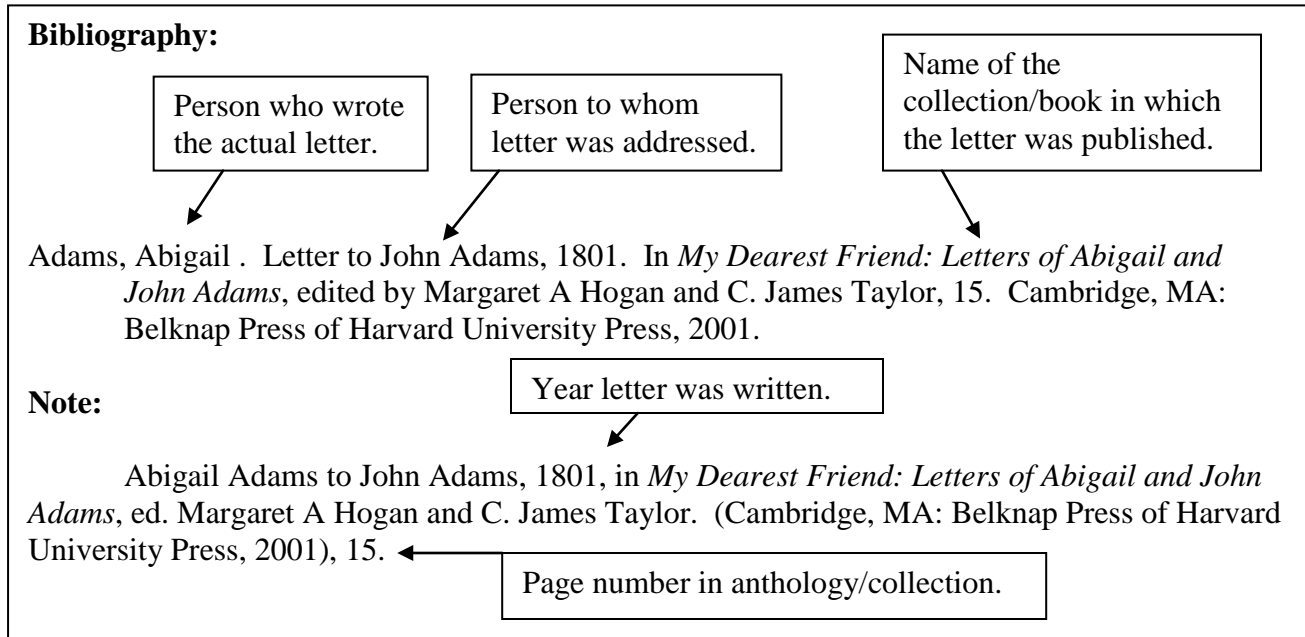 Bibliography:
Person who wrote
the actual letter.
Person to whom
letter was addressed.
Name of the
collection/book in which
the letter was published.
Adams, Abigail . Letter to John Adams, 1801. In My Dearest Friend: Letters of Abigail and
John Adams, edited by Margaret A Hogan and C. James Taylor, 15. Cambridge, MA:
Belknap Press of Harvard University Press, 2001.
Year letter was written.
Note:
Abigail Adams to John Adams, 1801, in My Dearest Friend: Letters of Abigail and John
Adams, ed. Margaret A Hogan and C. James Taylor. (Cambridge, MA: Belknap Press of Harvard
University Press, 2001), 15.
Page number in anthology/collection.